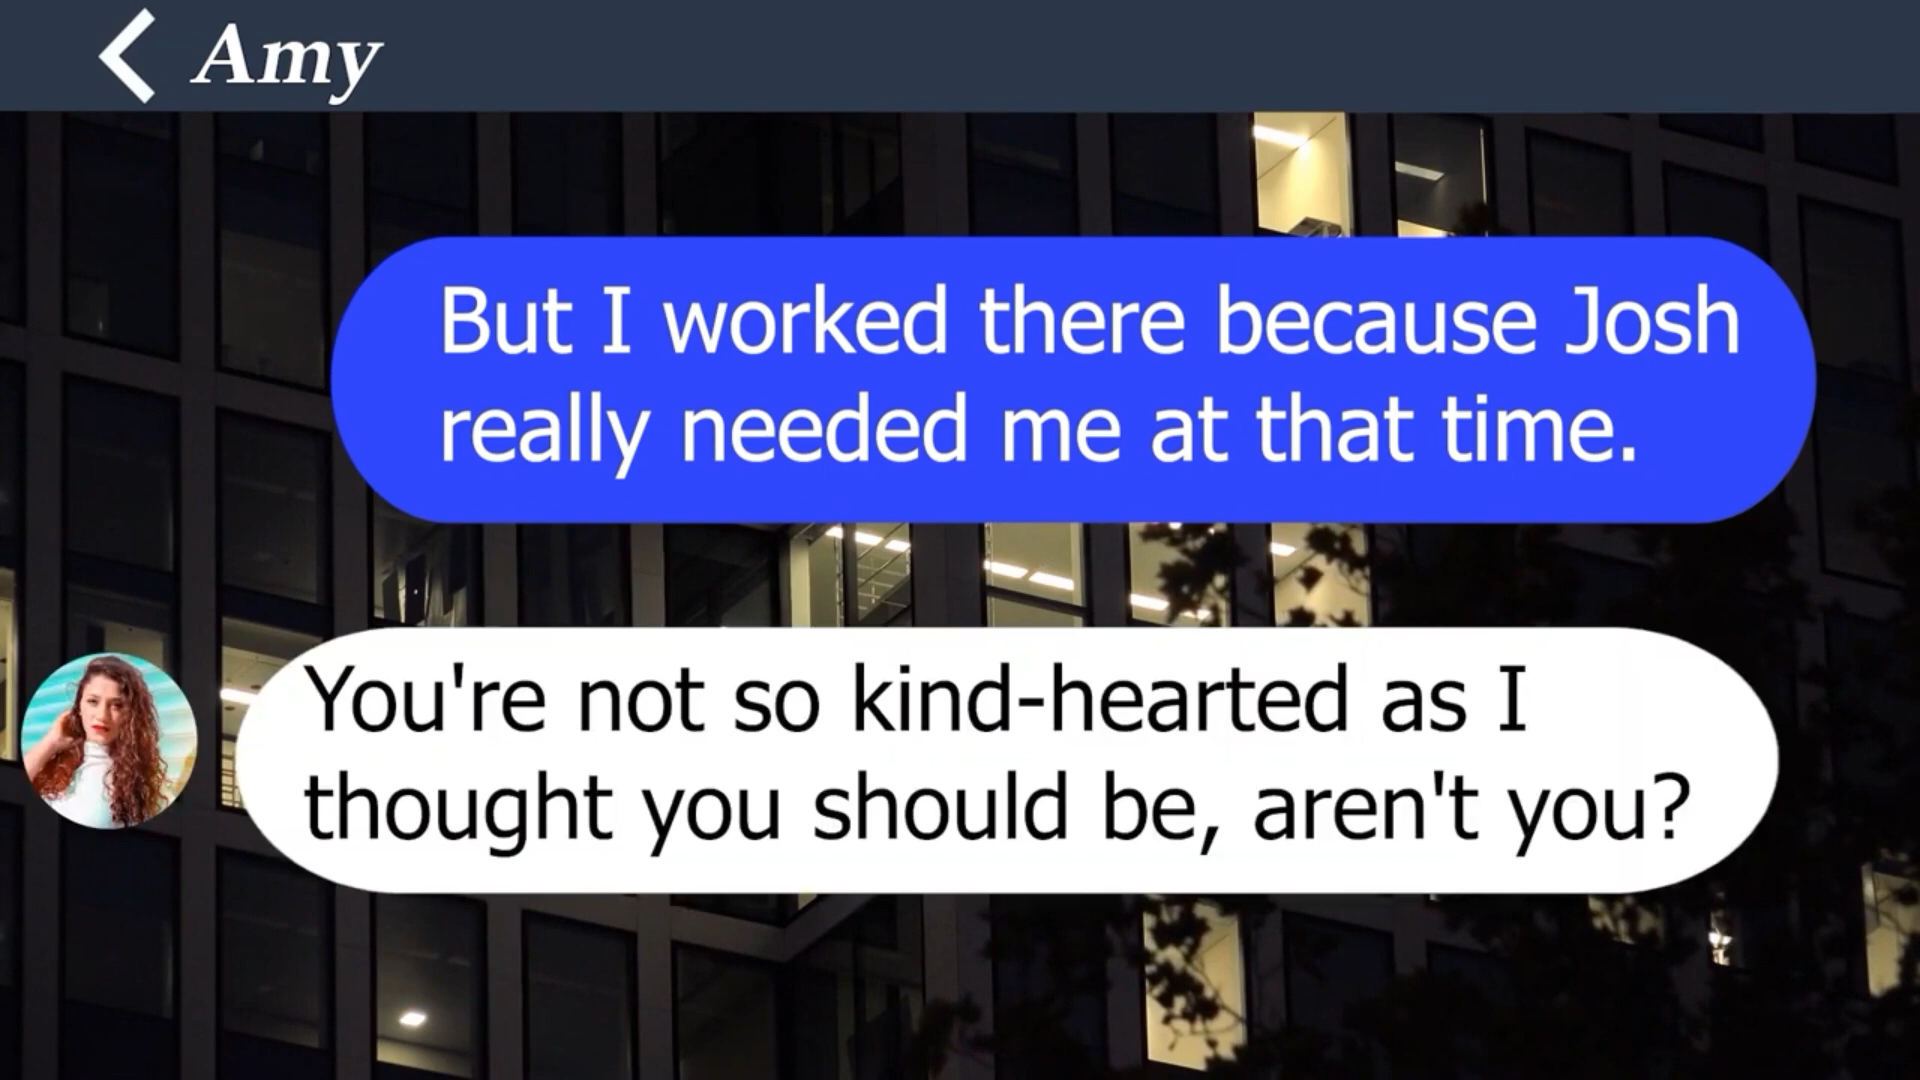 Amy
But I worked there because Josh
really needed me at that time.
You're not so kind-hearted as I
thought you should be, aren't you?